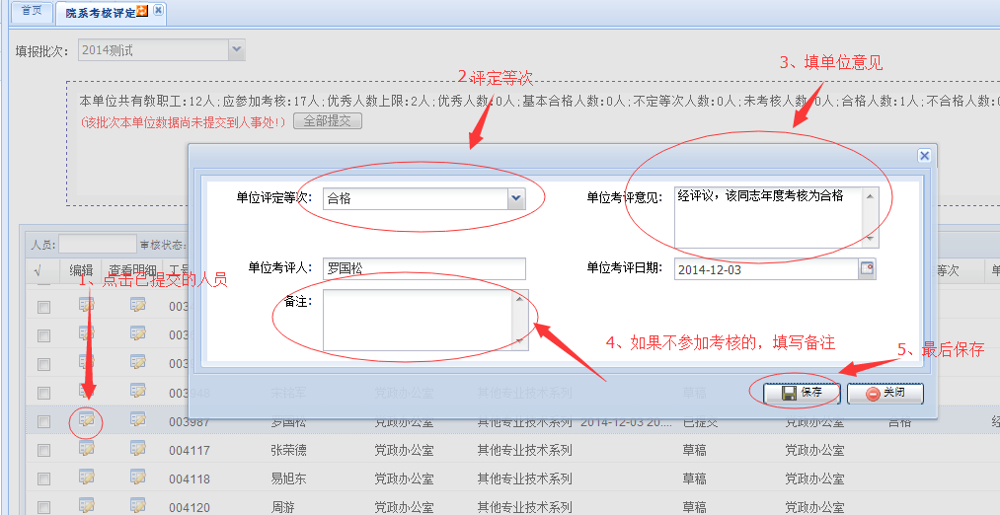 首页 院系考核评定
填报批次: 2014测试
2、评定等次
3、填单位意见
本单位共有教职工:12人;应参加考核:17人;优秀人数上限:2人;优秀人数:0人;基本合格人数:0人;不定等次人数:0人;未考核人数:0人;合格人数:1人;不合格人数:0
(该批次本单位数据尚未提交到人事处!) 全部提交
单位评定等次: 合格
单位考评意见: 经评议，该同志年度考核为合格
人员: 审核状态:
√ 编辑 查看明细 工号 等次 单
单位考评人: 罗国松
单位考评日期: 2014-12-03
1、点击已提交的人员
备注:
003
003
003
4、如果不参加考核的，填写备注
5、最后保存
保存 关闭
党政办公室 其他专业技术系列 草稿 党政办公室
003987 罗国松 党政办公室 其他专业技术系列 2014-12-03 20... 已提交 党政办公室 合格 经
004117 张荣德 党政办公室 其他专业技术系列 草稿 党政办公室
004118 易旭东 党政办公室 其他专业技术系列 草稿 党政办公室
004120 周游 党政办公室 其他专业技术系列 草稿 党政办公室